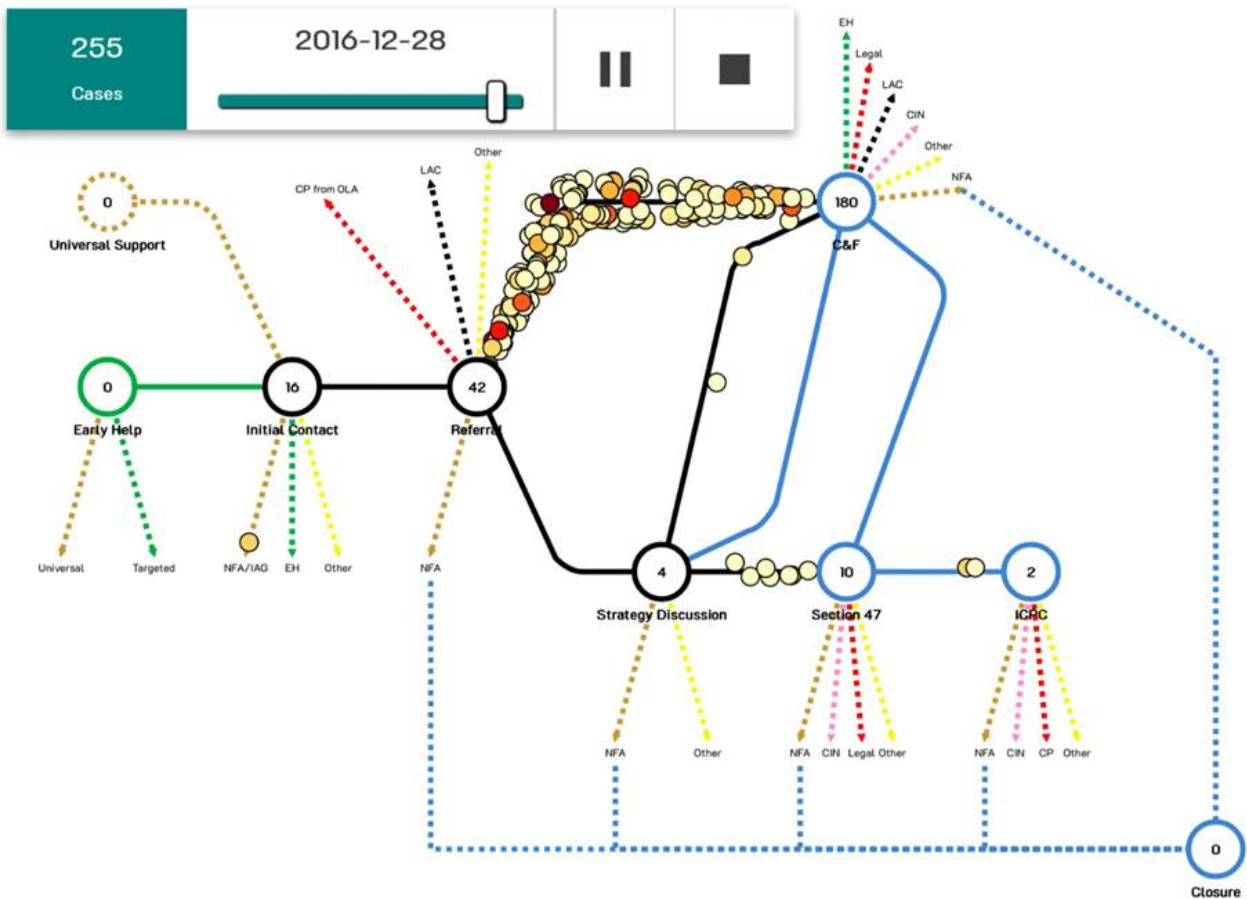 255
Cases
2016-12-28
EH
Legal
LAC
CIN
Other
NFA
Other
LAC
CP from OLA
0
Universal Support
180
C&F
0
Early Help
16
Initial Contact
42
Referral
Universal
Targeted
NFA/IAG
EH
Other
NFA
4
Strategy Discussion
10
Section 47
2
ICPC
NFA
Other
NFA
CIN
Legal
Other
NFA
CIN
CP
Other
0
Closure